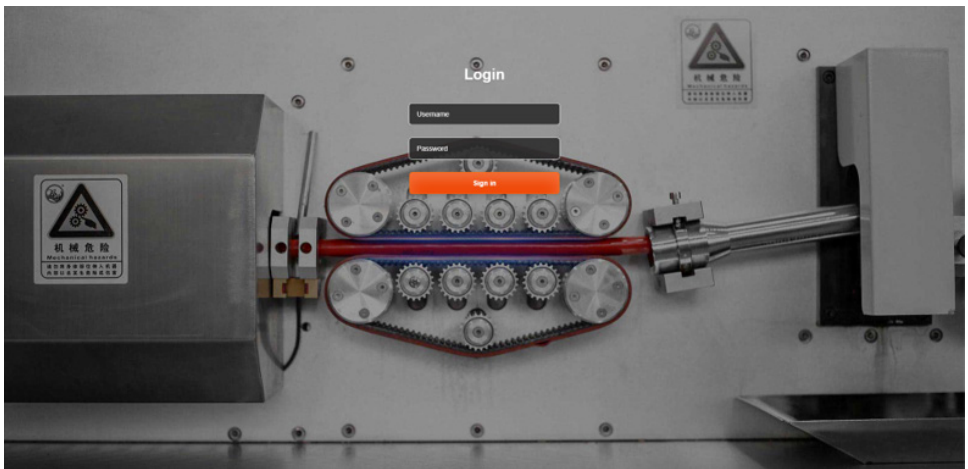 Login
Username
Password
Sign in
机械危险
Mechanical hazards
机械危险
Mechanical hazards